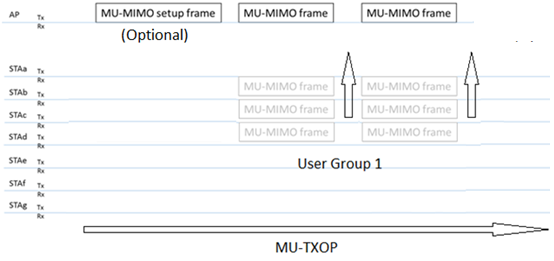 AP Tx MU-MIMO setup frame MU-MIMO frame MU-MIMO frame
Rx
(Optional)
STAa Tx
Rx
STAb Tx MU-MIMO frame MU-MIMO frame
Rx
STAc Tx MU-MIMO frame MU-MIMO frame
Rx
STAd Tx MU-MIMO frame MU-MIMO frame
Rx
STAe Tx User Group 1
Rx
STAf Tx
Rx
STAg Tx
Rx
MU-TXOP